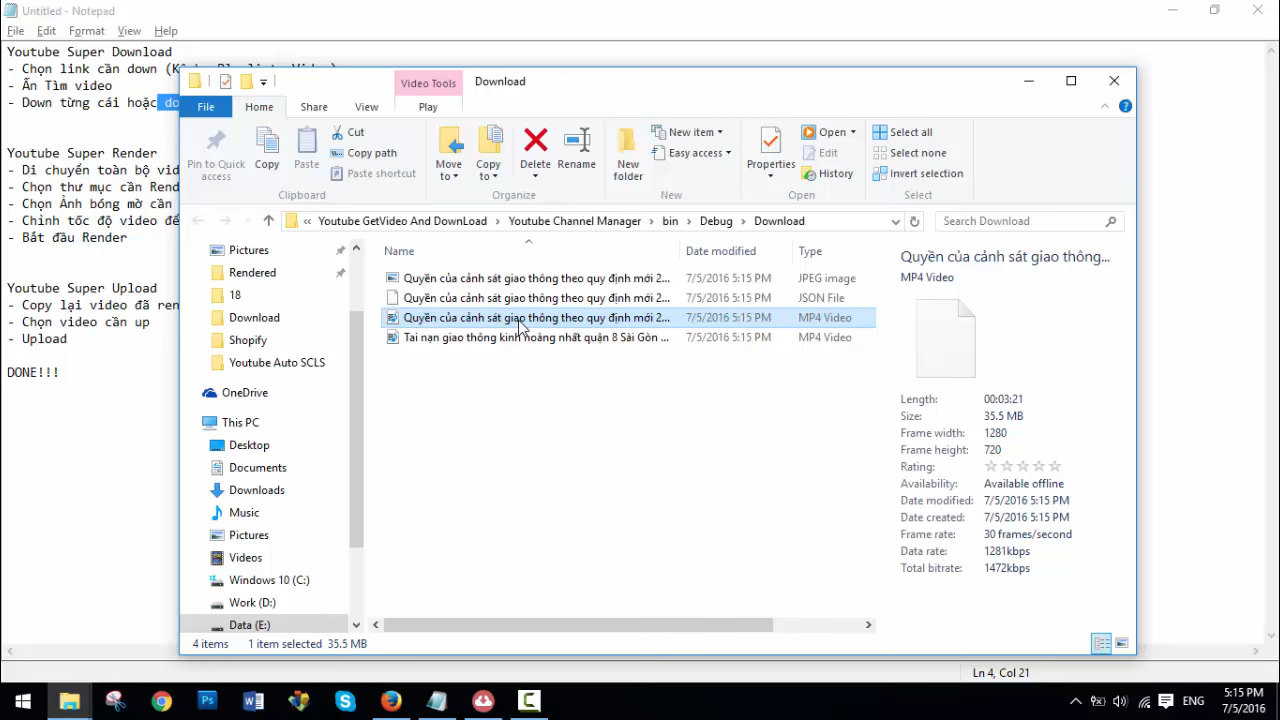 Untitled - Notepad
File Edit Format View Help
Youtube Super Download
- Chọn link cần down
- Ấn Tìm video
- Down từng cái hoặc do
Youtube Super Render
- Di chuyển toàn bộ vid
- Chọn thư mục cần Rend
- Chọn Ảnh bóng mờ cần
- Chỉnh tốc độ video để
- Bắt đầu Render
Youtube Super Upload
- Copy lại video đã ren
- Chọn video cần up
- Upload
DONE!!!
Video Tools Download
File Home Share View Play
Pin to Quick access
Copy
Paste
Cut
Copy path
Paste shortcut
Clipboard
Move to
Copy to
Delete
Rename
Organize
New folder
New item
Easy access
New
Properties
Open
Edit
History
Open
Select all
Select none
Invert selection
Select
« Youtube GetVideo And DownLoad > Youtube Channel Manager > bin > Debug > Download
Search Download
Pictures
Rendered
18
Download
Shopify
Youtube Auto SCLS
OneDrive
This PC
Desktop
Documents
Downloads
Music
Pictures
Videos
Windows 10 (C:)
Work (D:)
Data (E:)
Name Date modified Type
Quyền của cảnh sát giao thông theo quy định mới 2... 7/5/2016 5:15 PM JPEG image
Quyền của cảnh sát giao thông theo quy định mới 2... 7/5/2016 5:15 PM JSON File
Quyền của cảnh sát giao thông theo quy định mới 2... 7/5/2016 5:15 PM MP4 Video
Tai nạn giao thông kinh hoàng nhất quận 8 Sài Gòn ... 7/5/2016 5:15 PM MP4 Video
Quyền của cảnh sát giao thông...
MP4 Video
Length: 00:03:21
Size: 35.5 MB
Frame width: 1280
Frame height: 720
Rating:
Availability: Available offline
Date modified: 7/5/2016 5:15 PM
Date created: 7/5/2016 5:15 PM
Frame rate: 30 frames/second
Data rate: 1281kbps
Total bitrate: 1472kbps
4 items 1 item selected 35.5 MB
Ln 4, Col 21
ENG
5:15 PM
7/5/2016